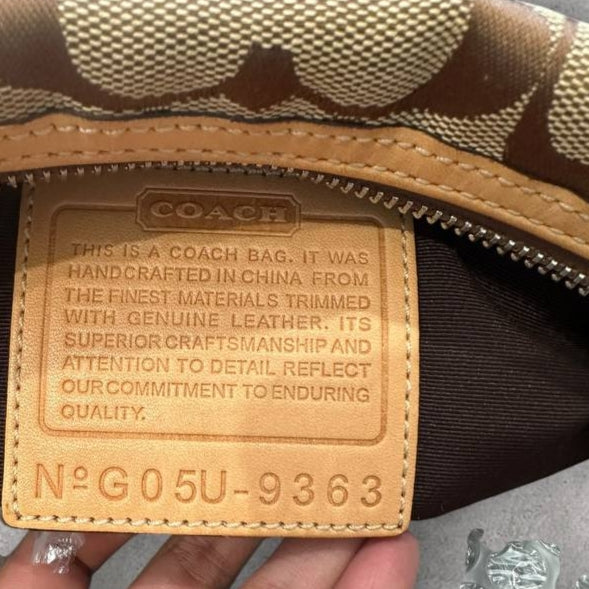 COACH
THIS IS A COACH BAG. IT WAS
HANDCRAFTED IN CHINA FROM
THE FINEST MATERIALS TRIMMED
WITH GENUINE LEATHER. ITS
SUPERIOR CRAFTSMANSHIP AND
ATTENTION TO DETAIL REFLECT
OUR COMMITMENT TO ENDURING
QUALITY.
Nº G05U-9363